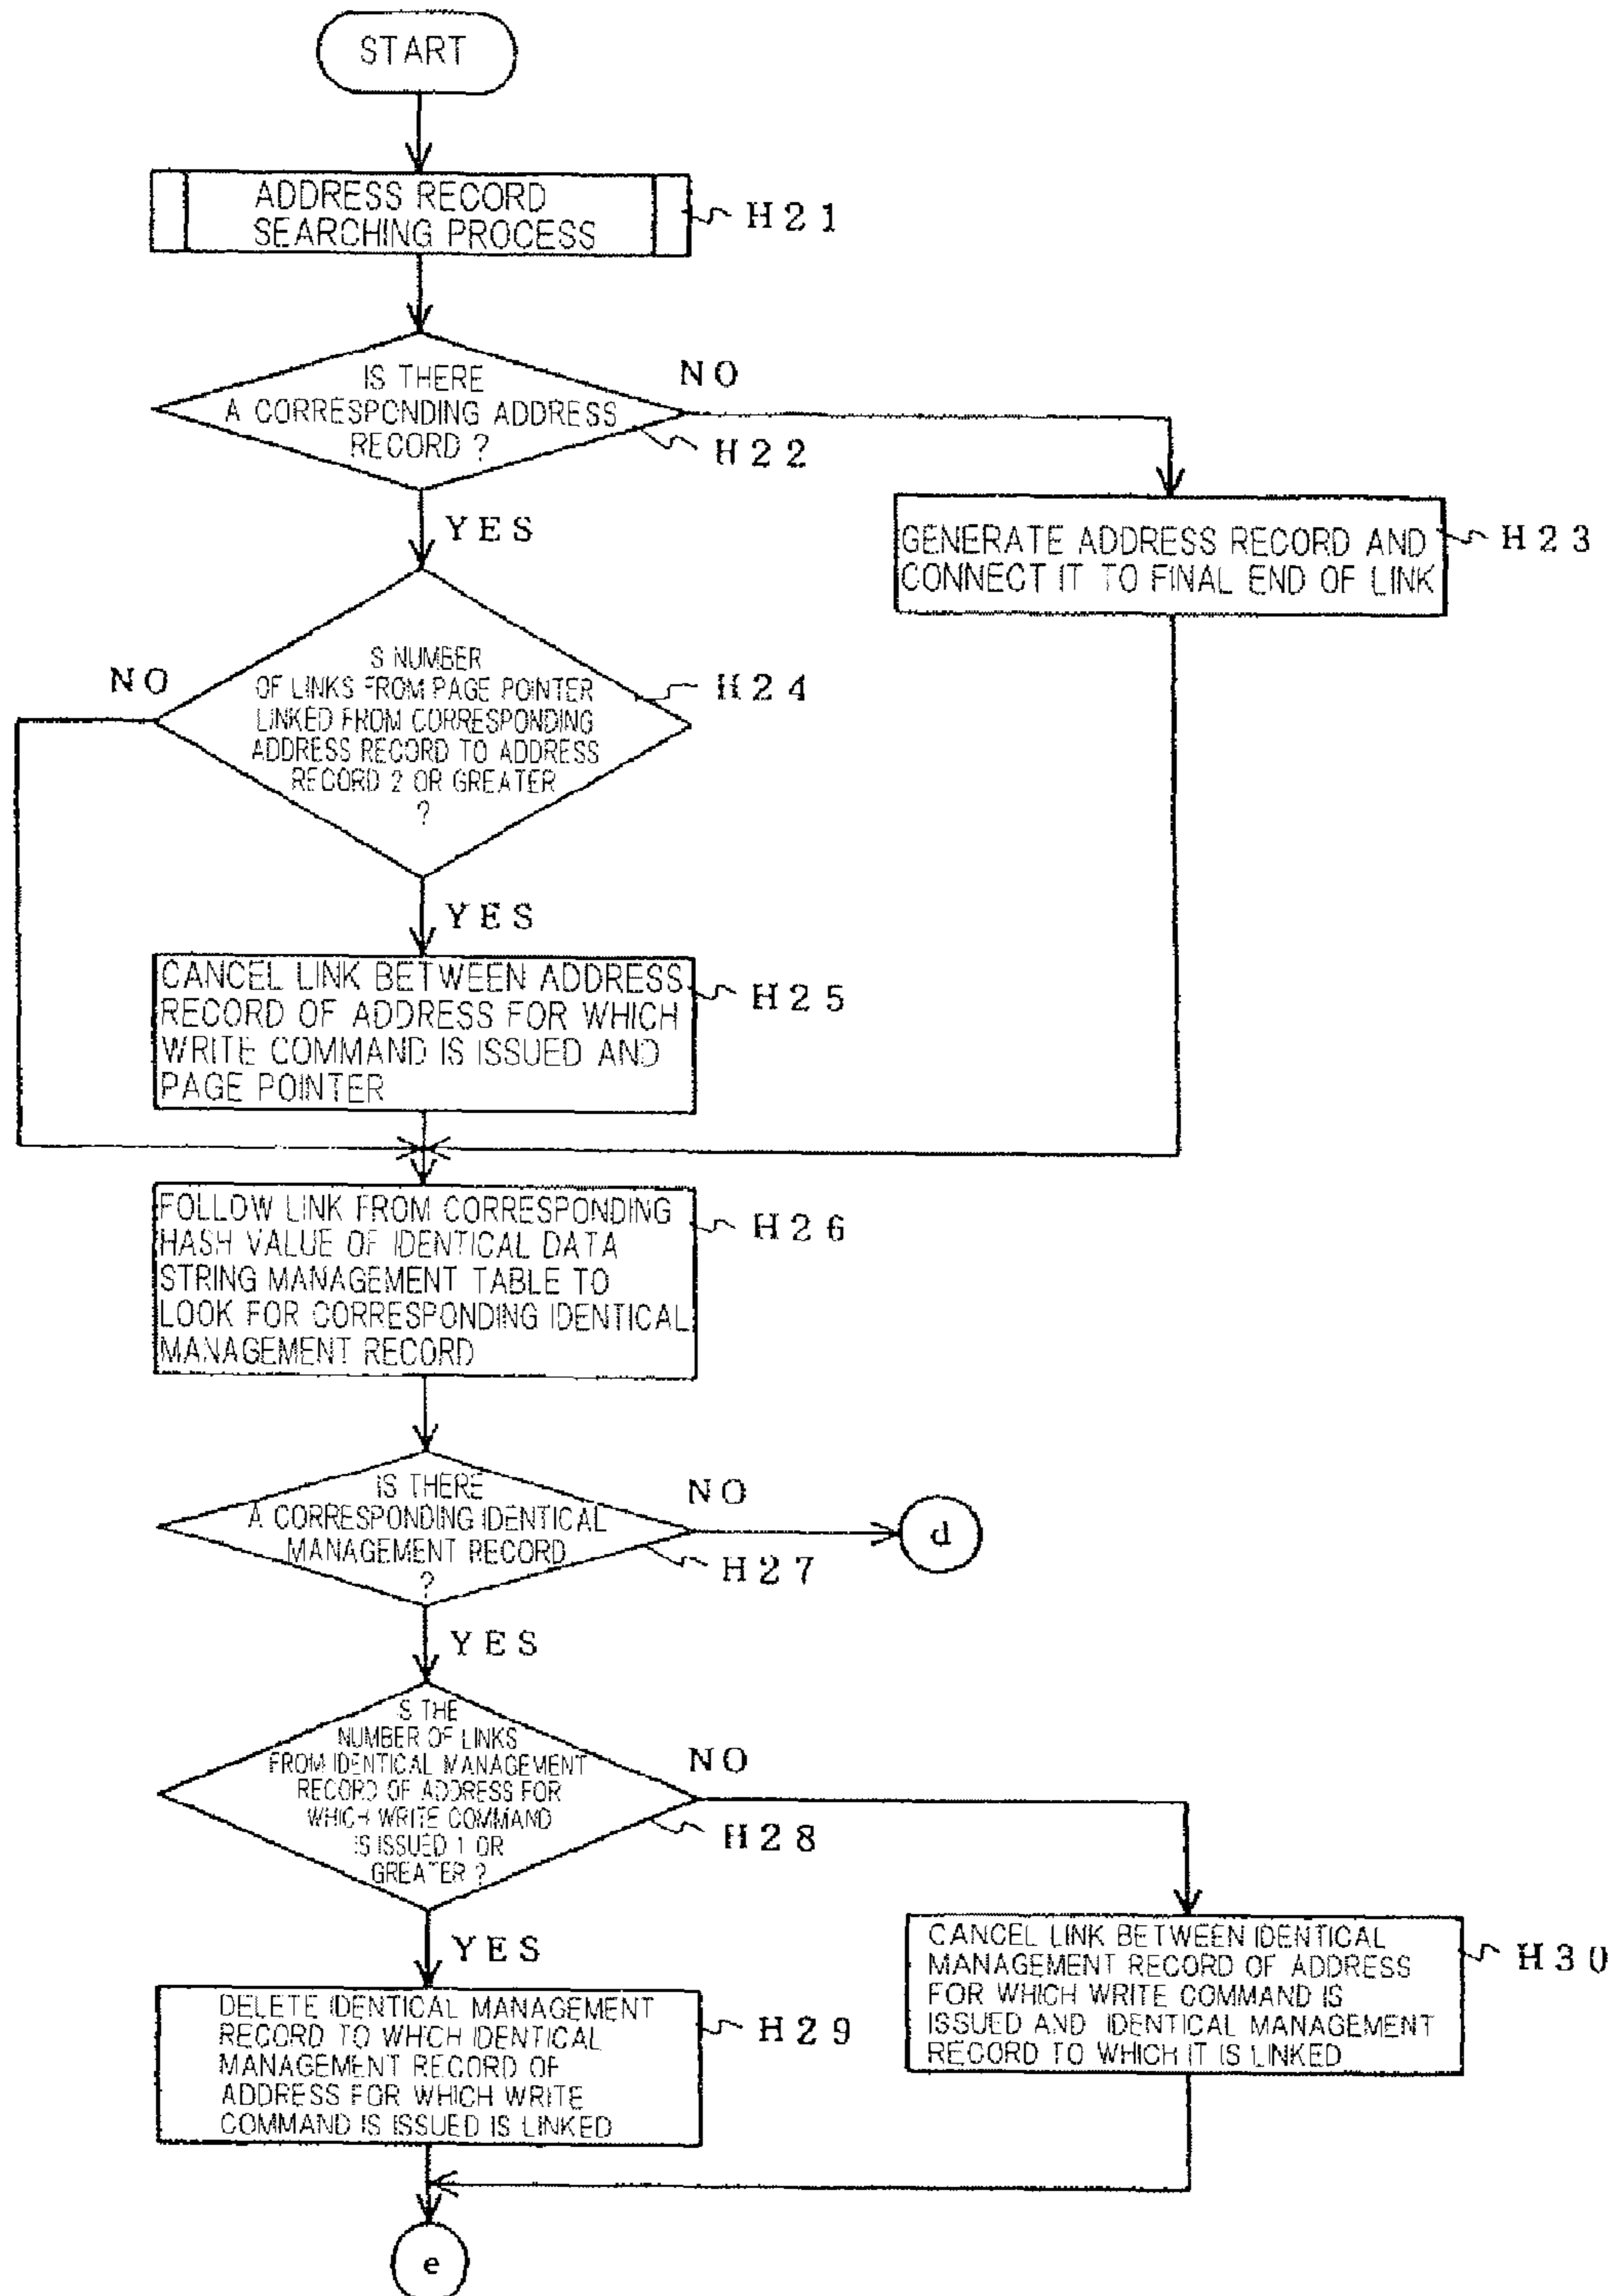 START
ADDRESS RECORD
SEARCHING PROCESS
H21
IS THERE
A CORRESPONDING ADDRESS
RECORD ?
NO
H22
YES
GENERATE ADDRESS RECORD AND
CONNECT IT TO FINAL END OF LINK
H23
S NUMBER
OF LINKS FROM PAGE POINTER
LINKED FROM CORRESPONDING
ADDRESS RECORD TO ADDRESS
RECORD 2 OR GREATER
?
NO
H24
YES
CANCEL LINK BETWEEN ADDRESS
RECORD OF ADDRESS FOR WHICH
WRITE COMMAND IS ISSUED AND
PAGE POINTER
H25
FOLLOW LINK FROM CORRESPONDING
HASH VALUE OF IDENTICAL DATA
STRING MANAGEMENT TABLE TO
LOOK FOR CORRESPONDING IDENTICAL
MANAGEMENT RECORD
H26
IS THERE
A CORRESPONDING IDENTICAL
MANAGEMENT RECORD
?
NO
d
H27
YES
S THE
NUMBER OF LINKS
FROM IDENTICAL MANAGEMENT
RECORD OF ADDRESS FOR
WHICH WRITE COMMAND
IS ISSUED 1 OR
GREATER ?
NO
H28
YES
DELETE IDENTICAL MANAGEMENT
RECORD TO WHCH IDENTICAL
MANAGEMENT RECORD OF
ADDRESS FOR WHICH WRITE
COMMAND IS ISSUED IS LINKED
H29
CANCEL LINK BETWEEN IDENTICAL
MANAGEMENT RECORD OF ADDRESS
FOR WHICH WRITE COMMAND IS
ISSUED AND IDENTICAL MANAGEMENT
RECORD TO WHICH IT IS LINKED
H30
e